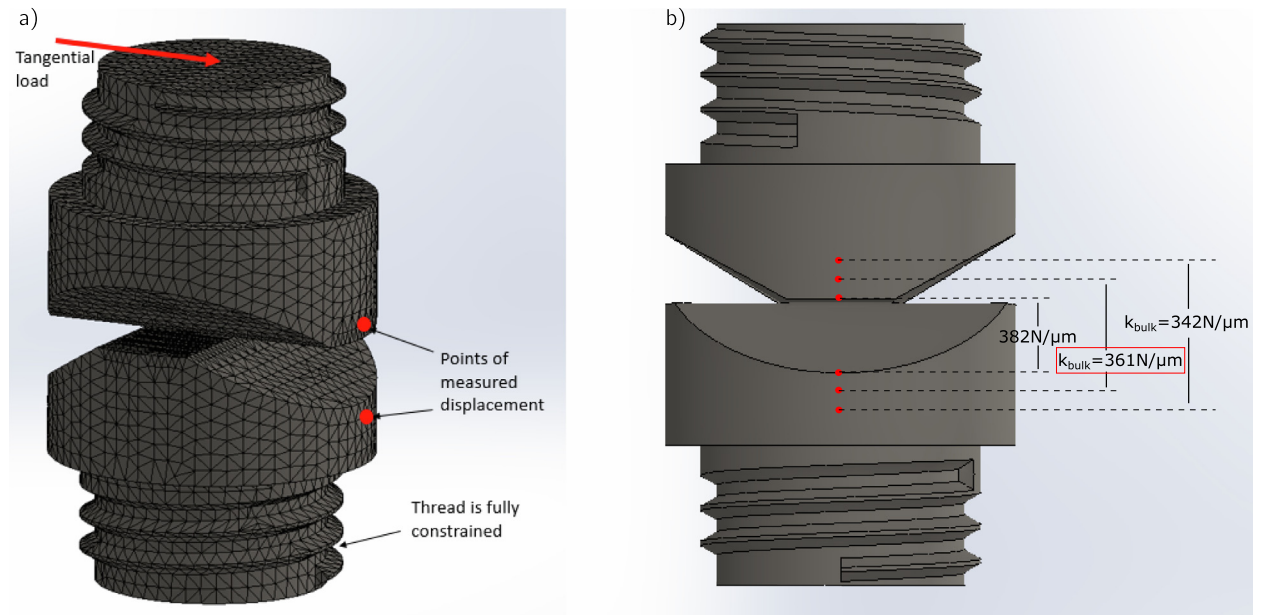 a)
Tangential
load
Points of
measured
displacement
Thread is fully
constrained
b)
kbulk=342N/μm
382N/μm
kbulk=361N/μm